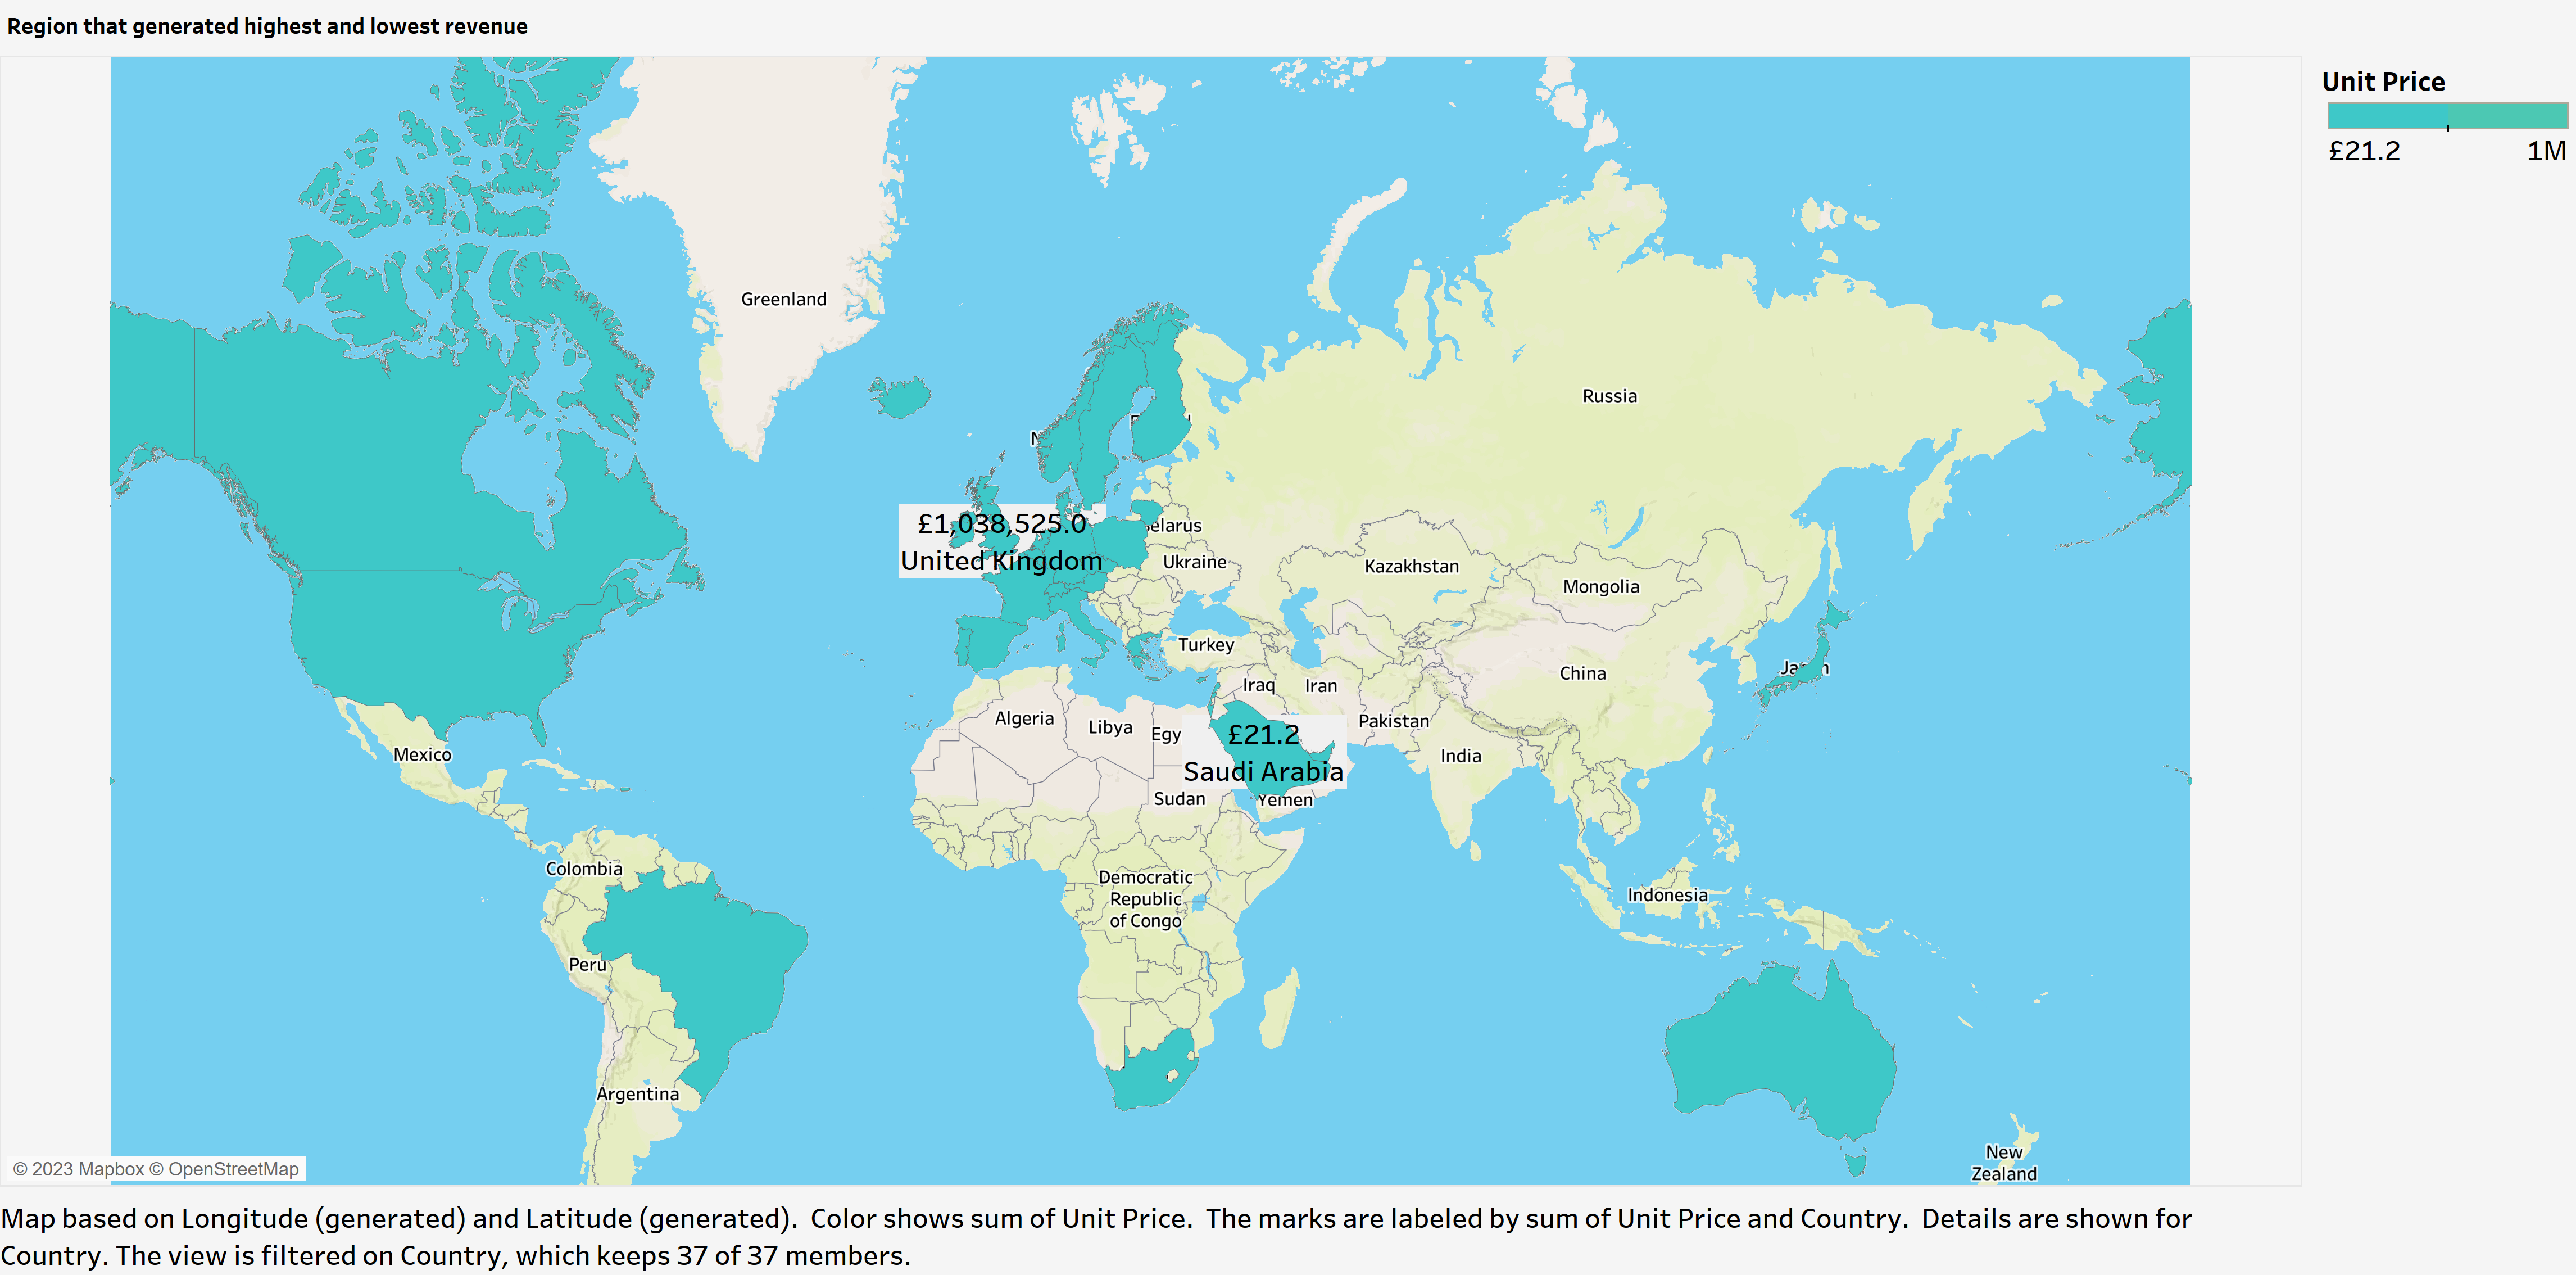 Region that generated highest and lowest revenue
Unit Price
£21.2 1M
Greenland
Russia
£1,038,525.0
United Kingdom
Ukraine
Kazakhstan
Mongolia
Turkey
China
Iraq
Iran
Algeria
Libya
Pakistan
India
£21.2
Saudi Arabia
Mexico
Sudan
Yemen
Colombia
Democratic
Republic
of Congo
Indonesia
Peru
Argentina
New
Zealand
© 2023 Mapbox © OpenStreetMap
Map based on Longitude (generated) and Latitude (generated). Color shows sum of Unit Price. The marks are labeled by sum of Unit Price and Country. Details are shown for
Country. The view is filtered on Country, which keeps 37 of 37 members.